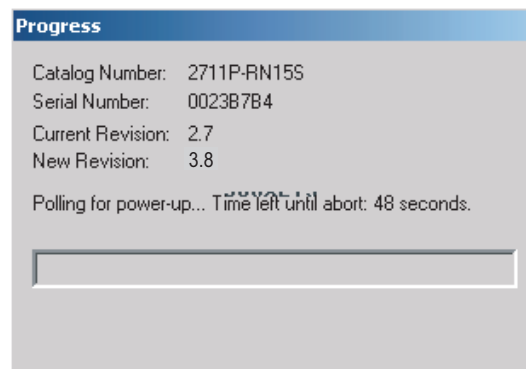 Progress
Catalog Number: 2711P-RN15S
Serial Number: 0023B7B4
Current Revision: 2.7
New Revision: 3.8
Polling for power-up... Time left until abort: 48 seconds.